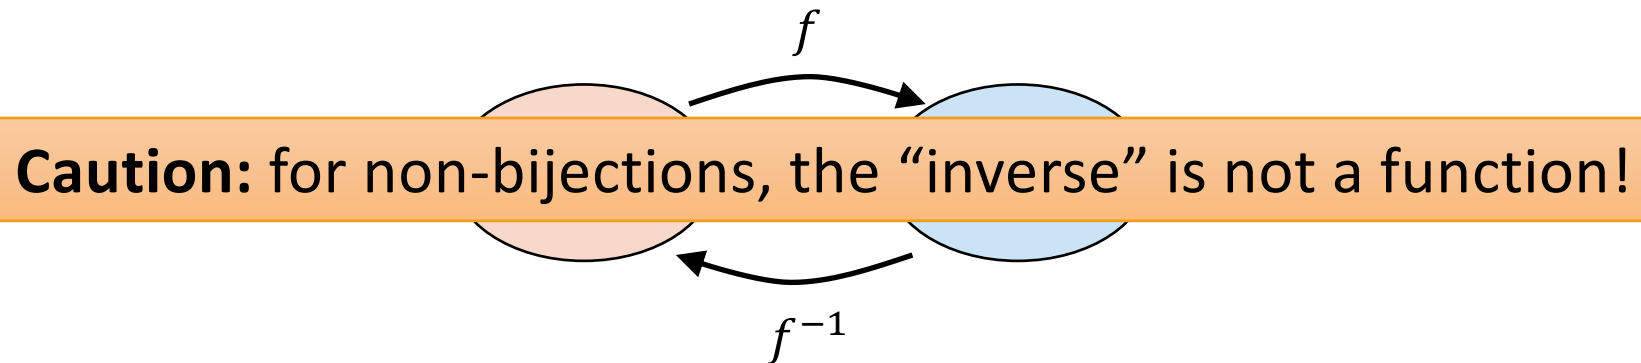 f
Caution: for non-bijections, the “inverse” is not a function!
f⁻¹